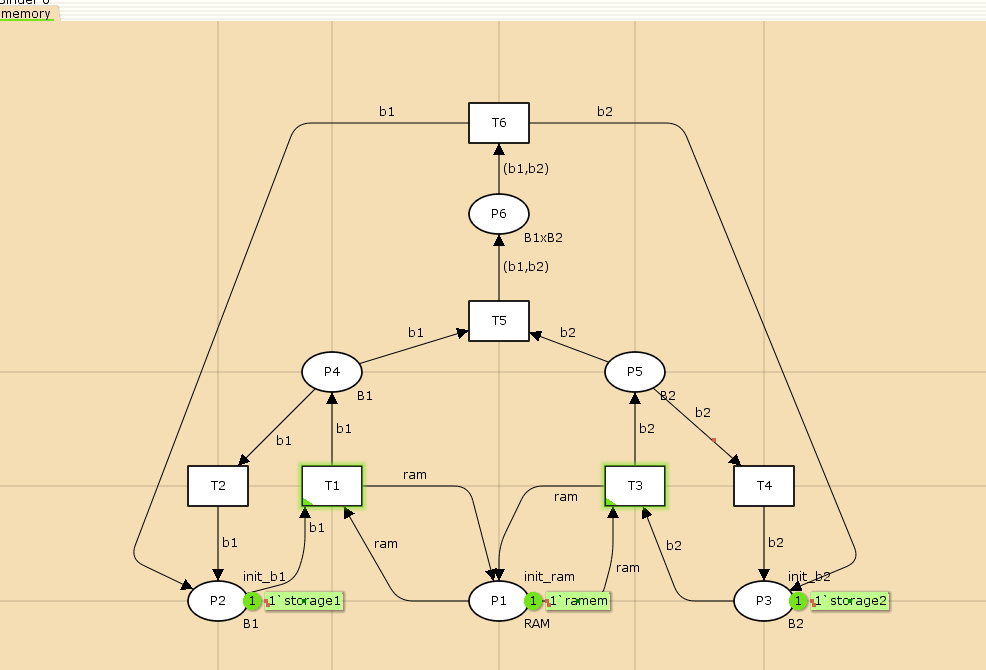 Binder 0
memory
b1
T6
b2
(b1,b2)
P6
B1xB2
(b1,b2)
T5
b1
b2
P4
B1
P5
B2
b1
b1
b2
b2
T2
T1
ram
ram
T3
T4
b1
b1
ram
ram
b2
b2
init_b1
init_ram
init_b2
P2
1
1`storage1
P1
1
1`ramem
P3
1
1`storage2
B1
RAM
B2